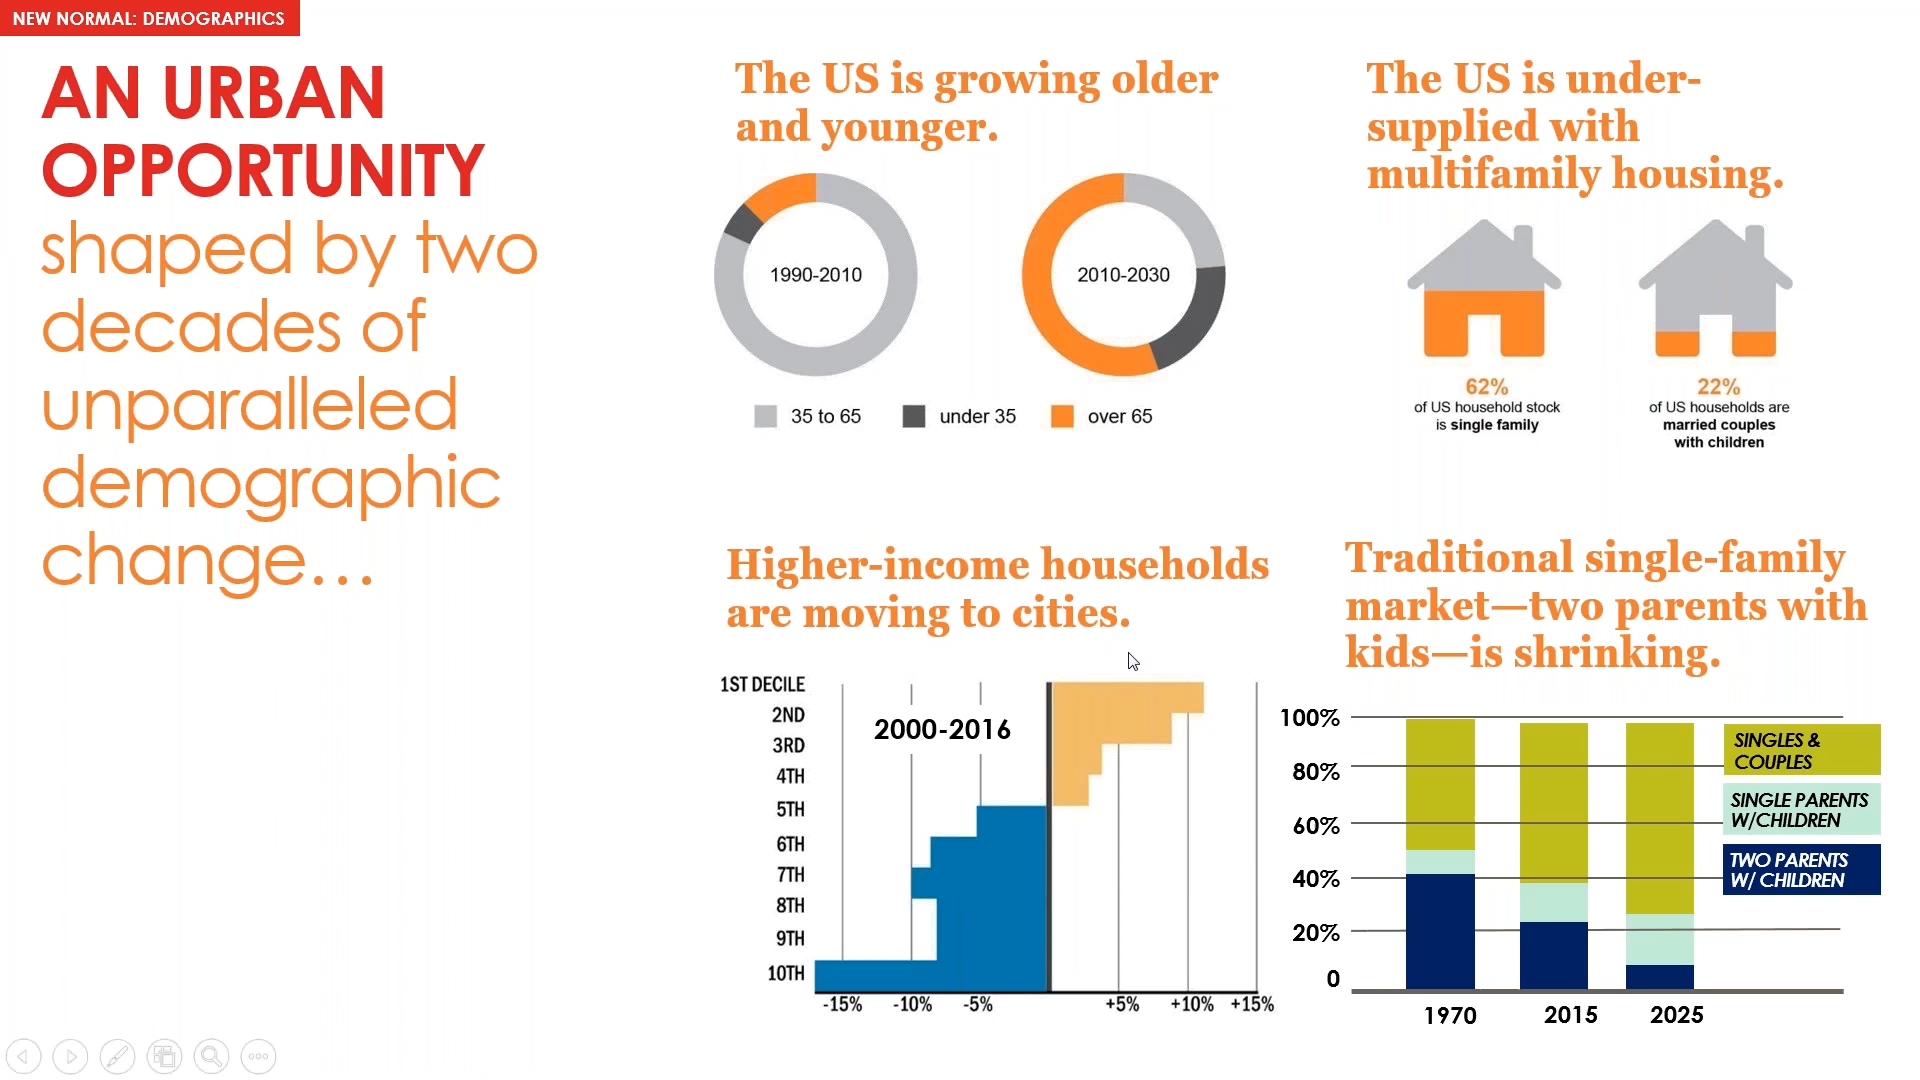 NEW NORMAL: DEMOGRAPHICS
AN URBAN
OPPORTUNITY
shaped by two
decades of
unparalleled
demographic
change...
The US is growing older
and younger.
1990-2010
2010-2030
35 to 65
under 35
over 65
The US is under-
supplied with
multifamily housing.
62%
of US household stock
is single family
22%
of US households are
married couples
with children
Higher-income households
are moving to cities.
1ST DECILE
2ND
3RD
4TH
5TH
6TH
7TH
8TH
9TH
10TH
2000-2016
-15%
-10%
-5%
+5%
+10%
+15%
Traditional single-family
market—two parents with
kids—is shrinking.
100%
80%
60%
40%
20%
0
1970
2015
2025
SINGLES &
COUPLES
SINGLE PARENTS
W/CHILDREN
TWO PARENTS
W/ CHILDREN